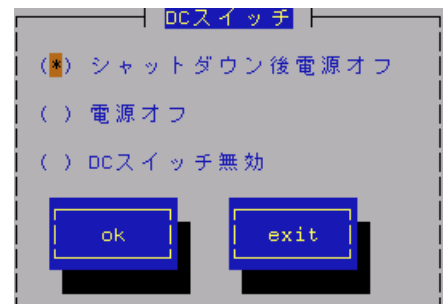 DCスイッチ
(*) シャットダウン後電源オフ
( ) 電源オフ
( ) DCスイッチ無効
ok exit